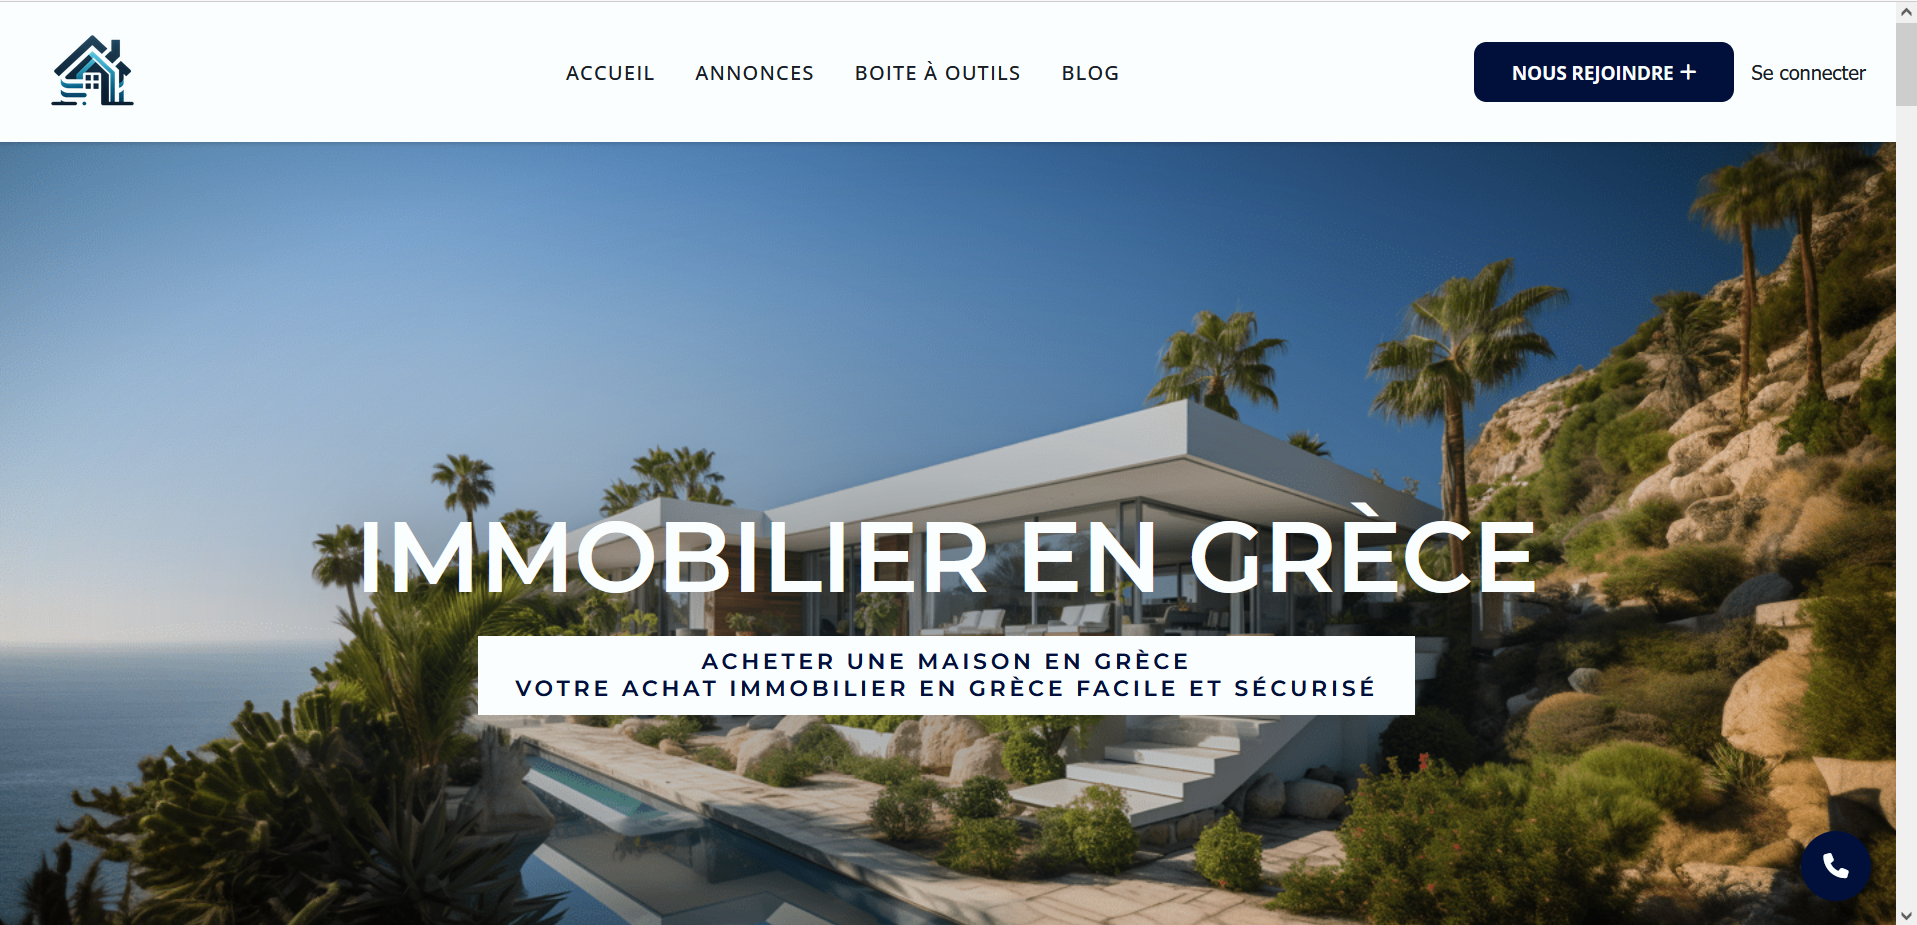 ACCUEIL
ANNONCES
BOITE À OUTILS
BLOG
NOUS REJOINDRE +
Se connecter
IMMOBILIER EN GRÈCE
ACHETER UNE MAISON EN GRÈCE
VOTRE ACHAT IMMOBILIER EN GRÈCE FACILE ET SÉCURISÉ